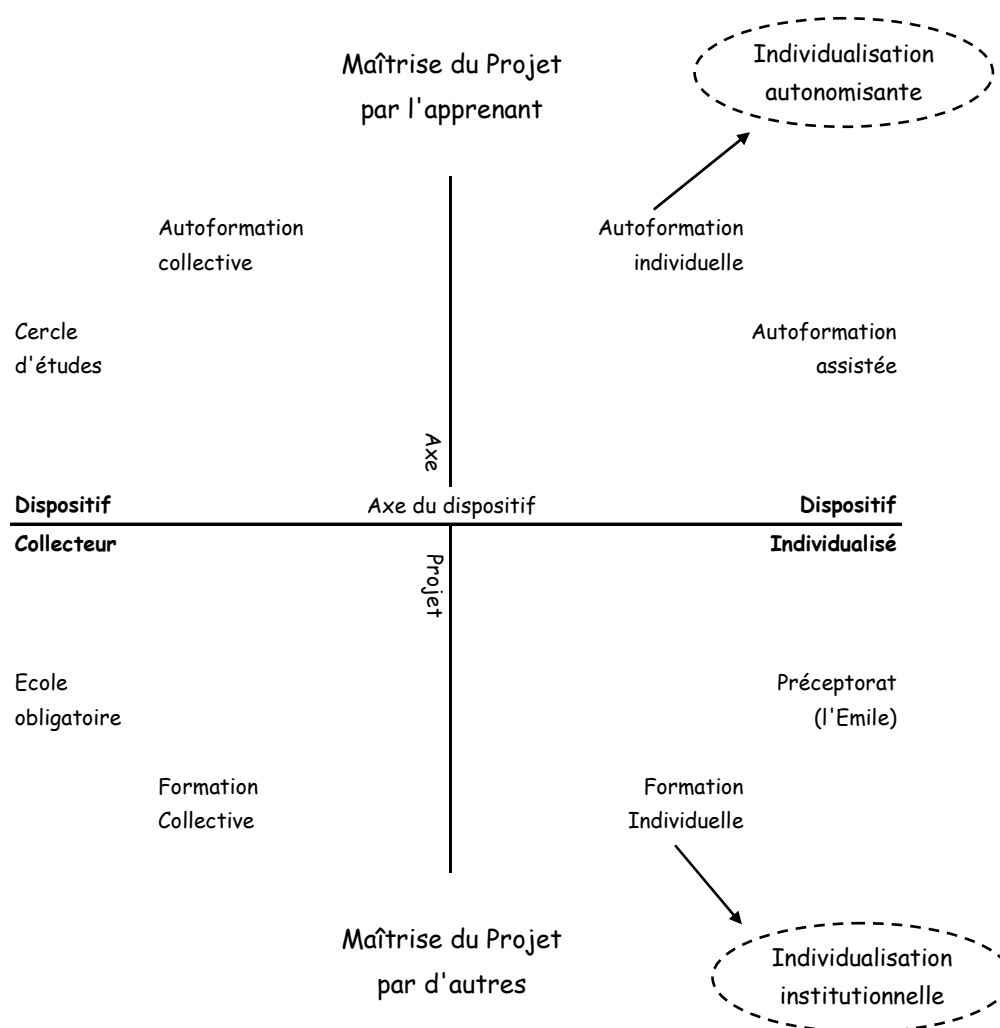 Maîtrise du Projet
par l'apprenant
Individualisation
autonomisante
Autoformation
collective
Autoformation
individuelle
Cercle
d'études
Autoformation
assistée
Axe
Dispositif
Axe du dispositif
Dispositif
Collecteur
Individualisé
Projet
Ecole
obligatoire
Préceptorat
(l'Emile)
Formation
Collective
Formation
Individuelle
Maîtrise du Projet
par d'autres
Individualisation
institutionnelle